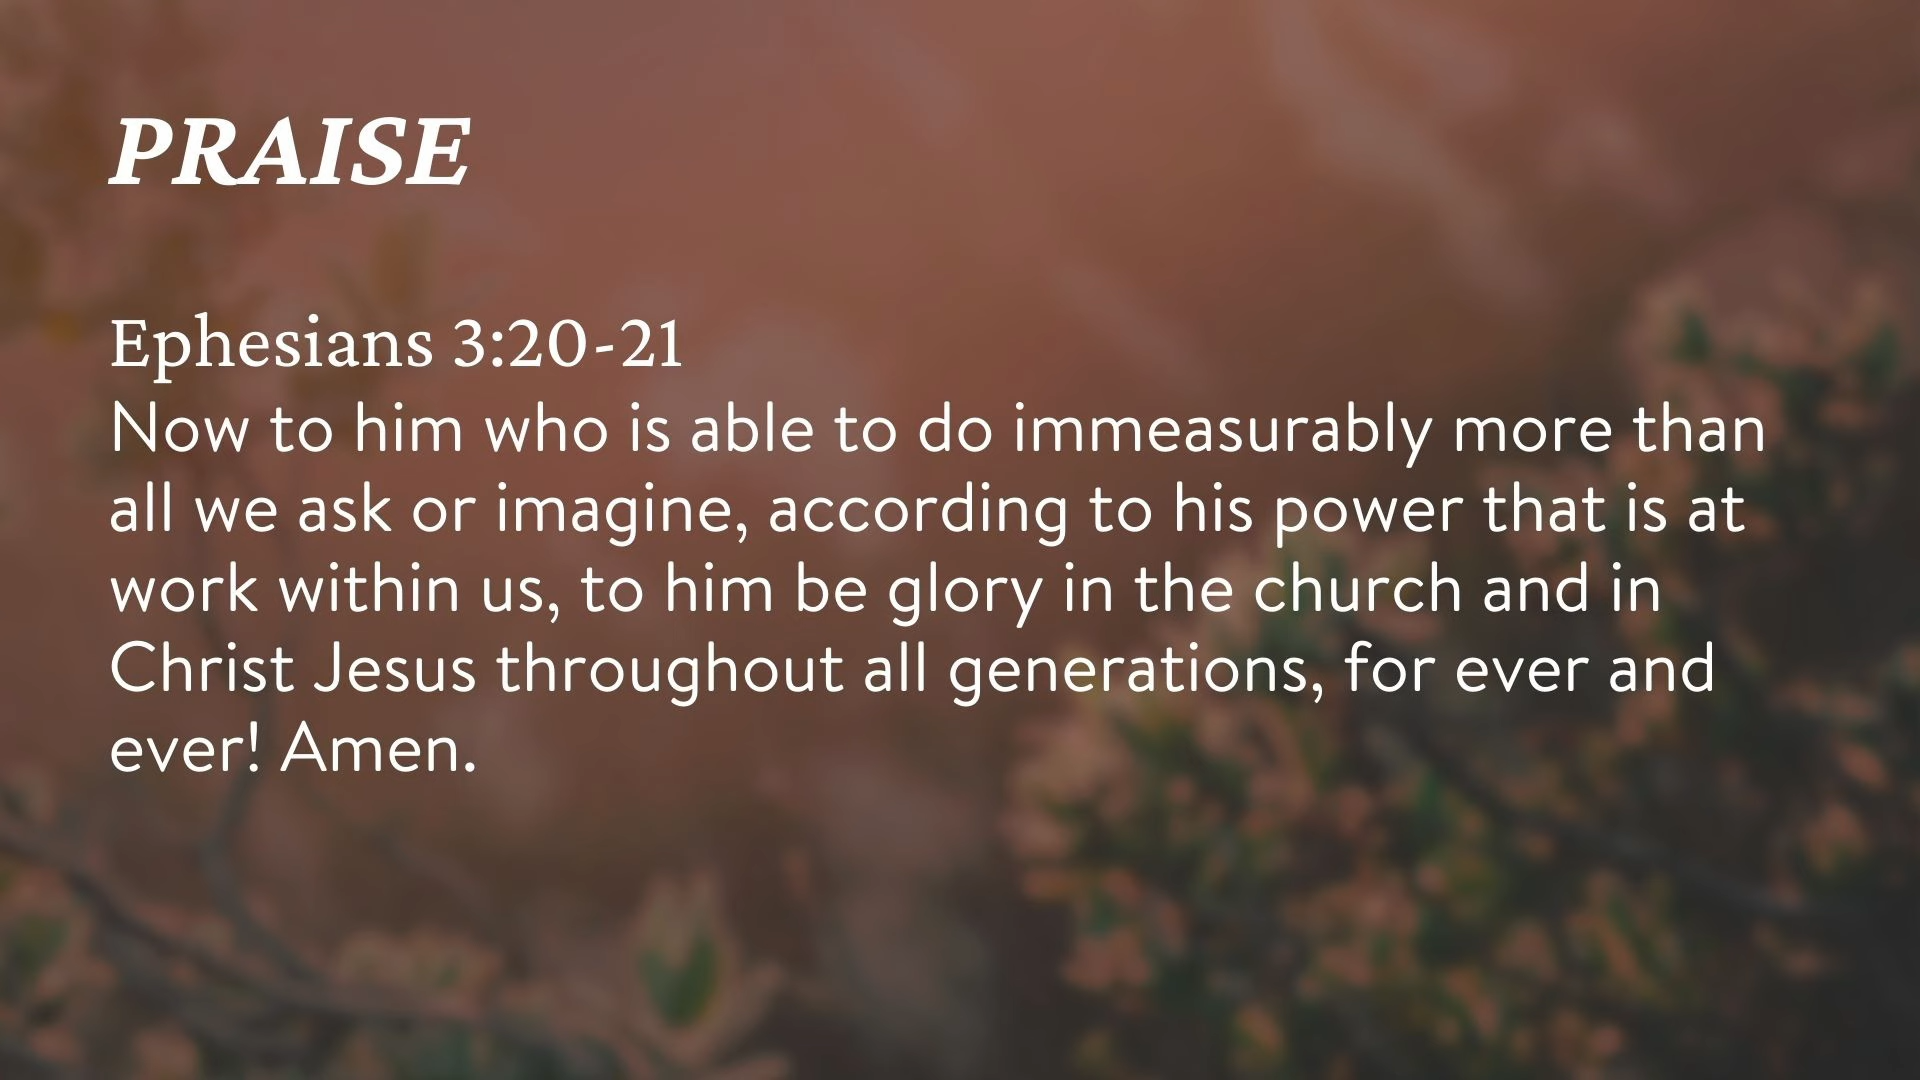 PRAISE
Ephesians 3:20-21
Now to him who is able to do immeasurably more than
all we ask or imagine, according to his power that is at
work within us, to him be glory in the church and in
Christ Jesus throughout all generations, for ever and
ever! Amen.